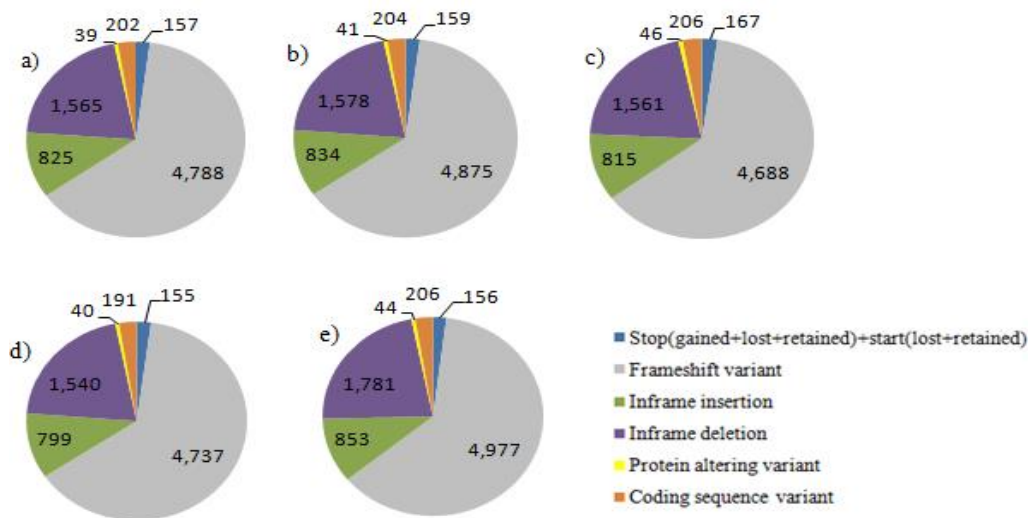 39 202 157
a)
1,565
825
4,788
41 204 159
b)
1,578
834
4,875
46 206 167
c)
1,561
815
4,688
40 191 155
d)
1,540
799
4,737
44 206 156
e)
1,781
853
4,977
Stop(gained+lost+retained)+start(lost+retained)
Frameshift variant
Inframe insertion
Inframe deletion
Protein altering variant
Coding sequence variant